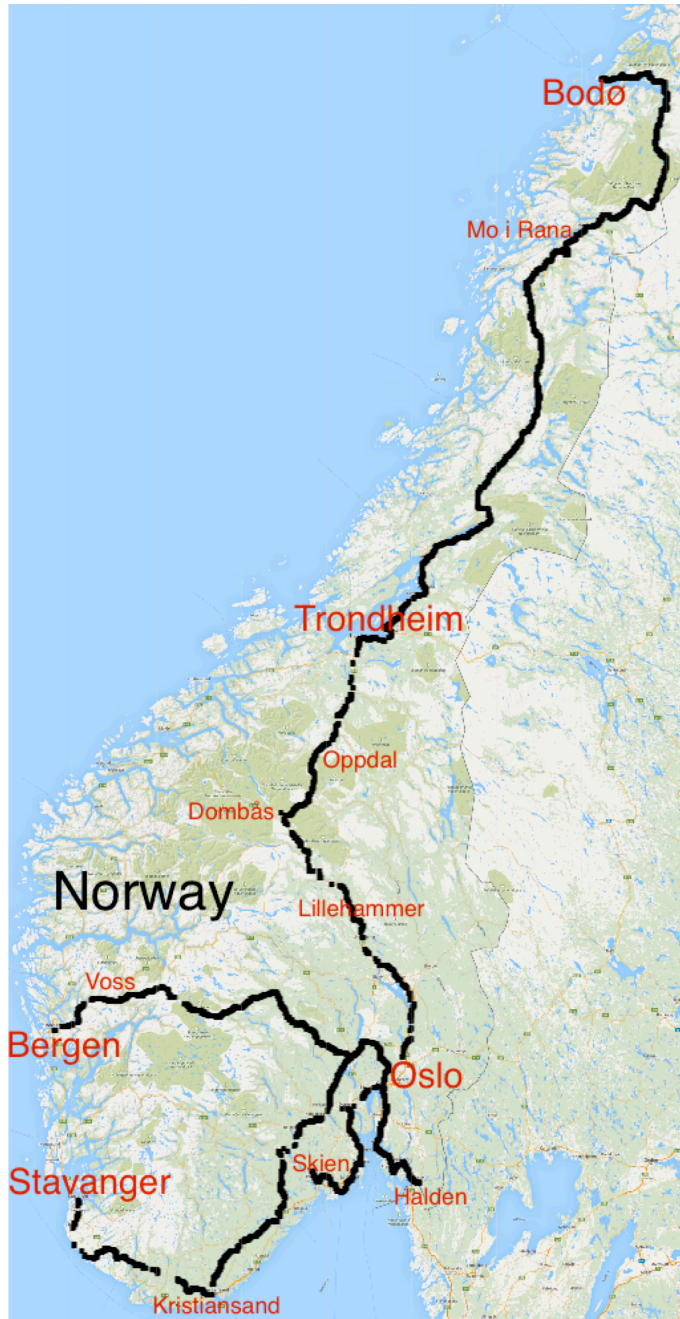 Bodø
Mo i Rana
Trondheim
Oppdal
Dombås
Norway
Lillehammer
Voss
Bergen
Oslo
Skien
Stavanger
Halden
Kristiansand